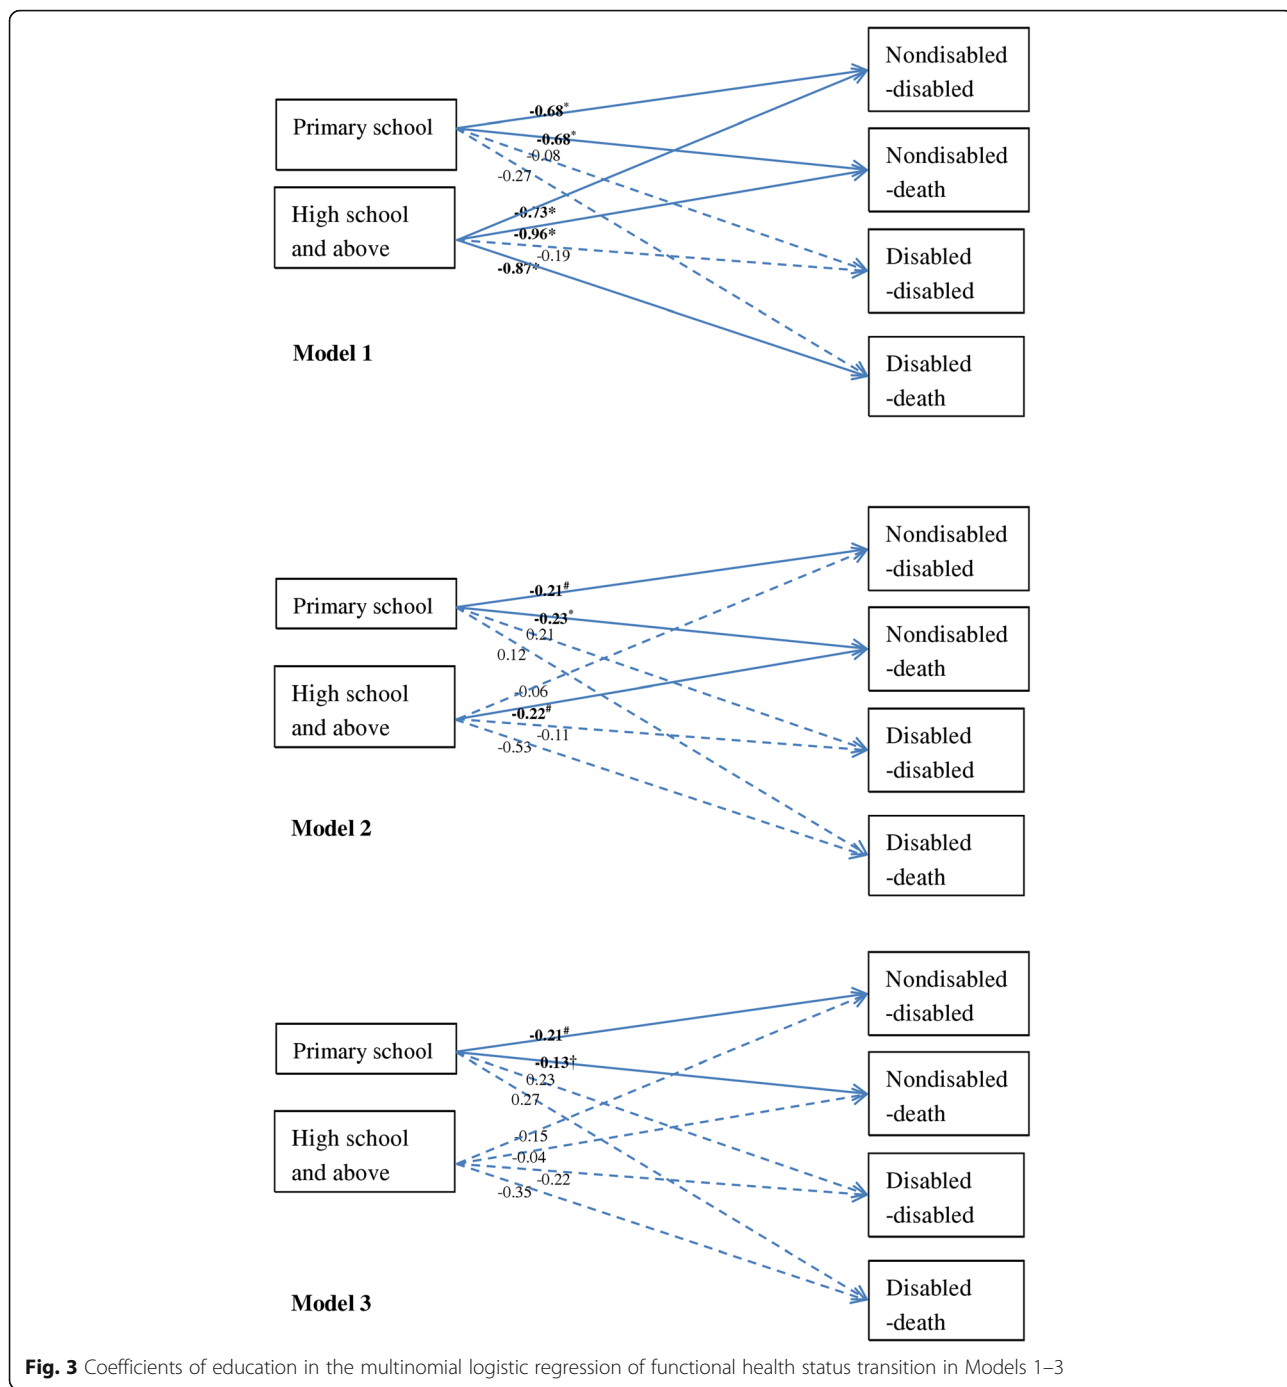 Nondisabled
-disabled
Primary school
-0.68*
-0.68*
-0.08
-0.27
Nondisabled
-death
High school
and above
-0.73*
-0.96*
-0.19
-0.87*
Disabled
-disabled
Model 1
Disabled
-death
Nondisabled
-disabled
Primary school
-0.21#
-0.23*
0.21
0.12
Nondisabled
-death
High school
and above
-0.06
-0.22#
-0.11
-0.53
Disabled
-disabled
Model 2
Disabled
-death
Nondisabled
-disabled
Primary school
-0.21#
-0.13†
0.23
0.27
Nondisabled
-death
High school
and above
-0.15
-0.04
-0.22
-0.35
Disabled
-disabled
Model 3
Disabled
-death
Fig. 3 Coefficients of education in the multinomial logistic regression of functional health status transition in Models 1–3